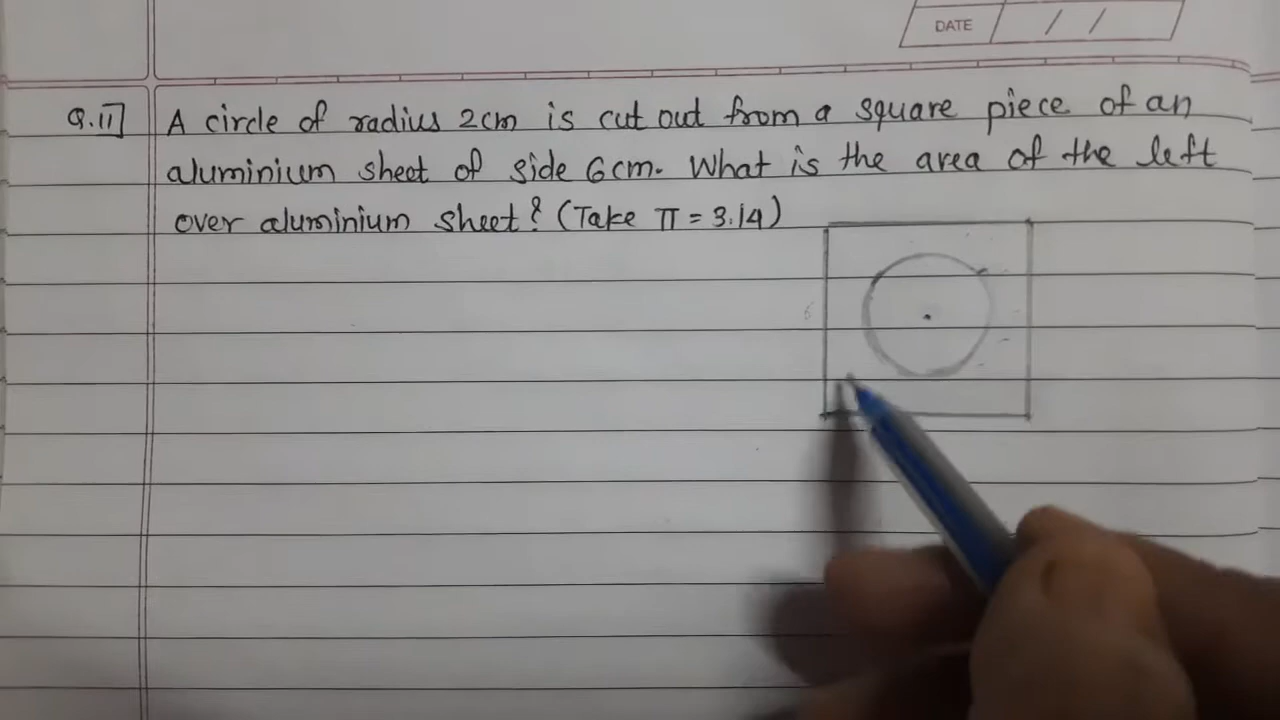 DATE / /
Q.11] A circle of radius 2cm is cut out from a square piece of an
aluminium sheet of side 6cm. What is the area of the left
over aluminium sheet? (Take π = 3.14)
6